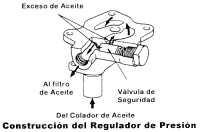 Exceso de Aceite
Al filtro
de Aceite
Válvula de
Seguridad
Del Colador de Aceite
Construcción del Regulador de Presión